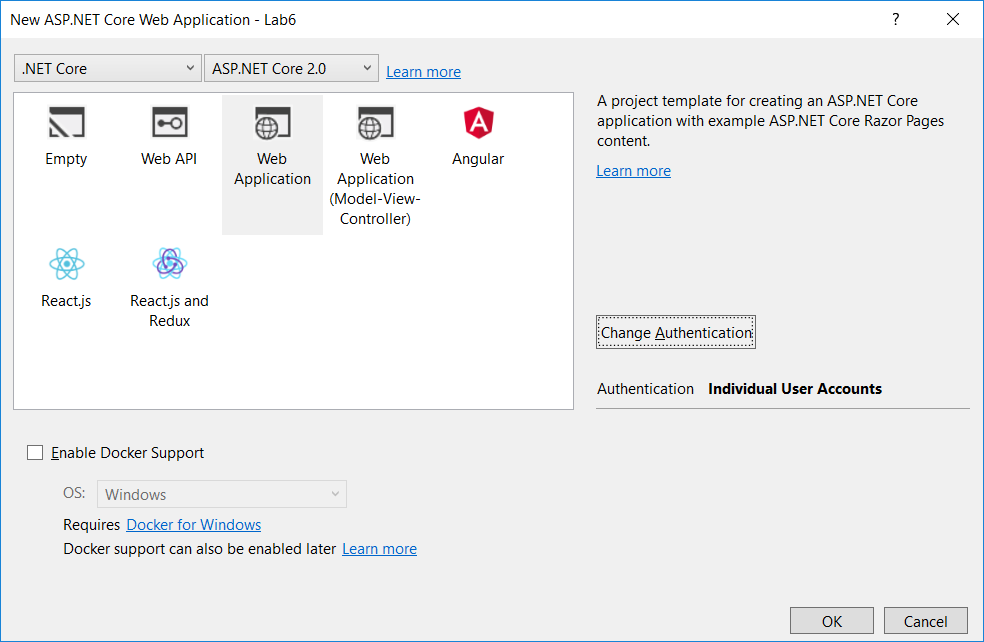 New ASP.NET Core Web Application - Lab6
?
.NET Core
ASP.NET Core 2.0
Learn more
Empty
Web API
Web
Application
Web
Application
(Model-View-
Controller)
Angular
React.js
React.js and
Redux
A project template for creating an ASP.NET Core
application with example ASP.NET Core Razor Pages
content.
Learn more
Change Authentication
Authentication Individual User Accounts
Enable Docker Support
OS: Windows
Requires Docker for Windows
Docker support can also be enabled later Learn more
OK
Cancel